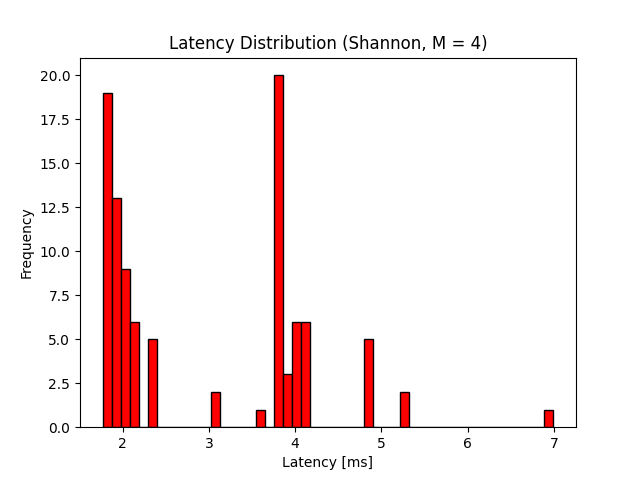 Latency Distribution (Shannon, M = 4)
20.0
17.5
15.0
12.5
10.0
7.5
5.0
2.5
0.0
Frequency
2 3 4 5 6 7
Latency [ms]